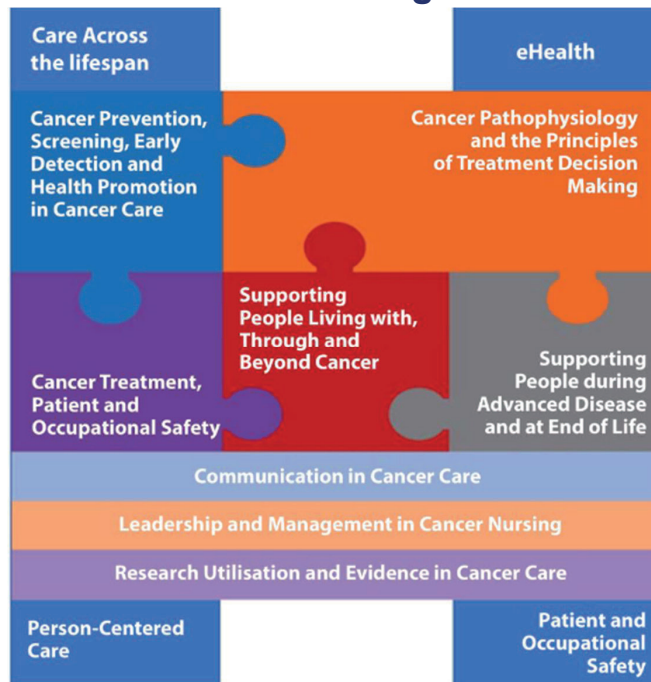 Care Across
the lifespan
eHealth
Cancer Prevention,
Screening, Early
Detection and
Health Promotion
in Cancer Care
Cancer Pathophysiology
and the Principles
of Treatment Decision
Making
Supporting
People Living with,
Through and
Beyond Cancer
Cancer Treatment,
Patient and
Occupational Safety
Supporting
People during
Advanced Disease
and at End of Life
Communication in Cancer Care
Leadership and Management in Cancer Nursing
Research Utilisation and Evidence in Cancer Care
Person-Centered
Care
Patient and
Occupational
Safety